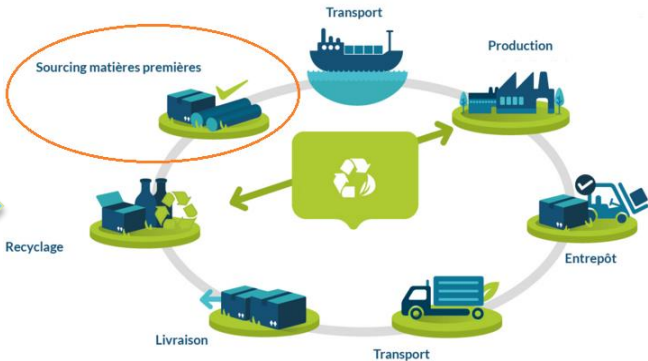 Transport
Production
Sourcing matières premières
Recyclage
Entrepôt
Livraison
Transport